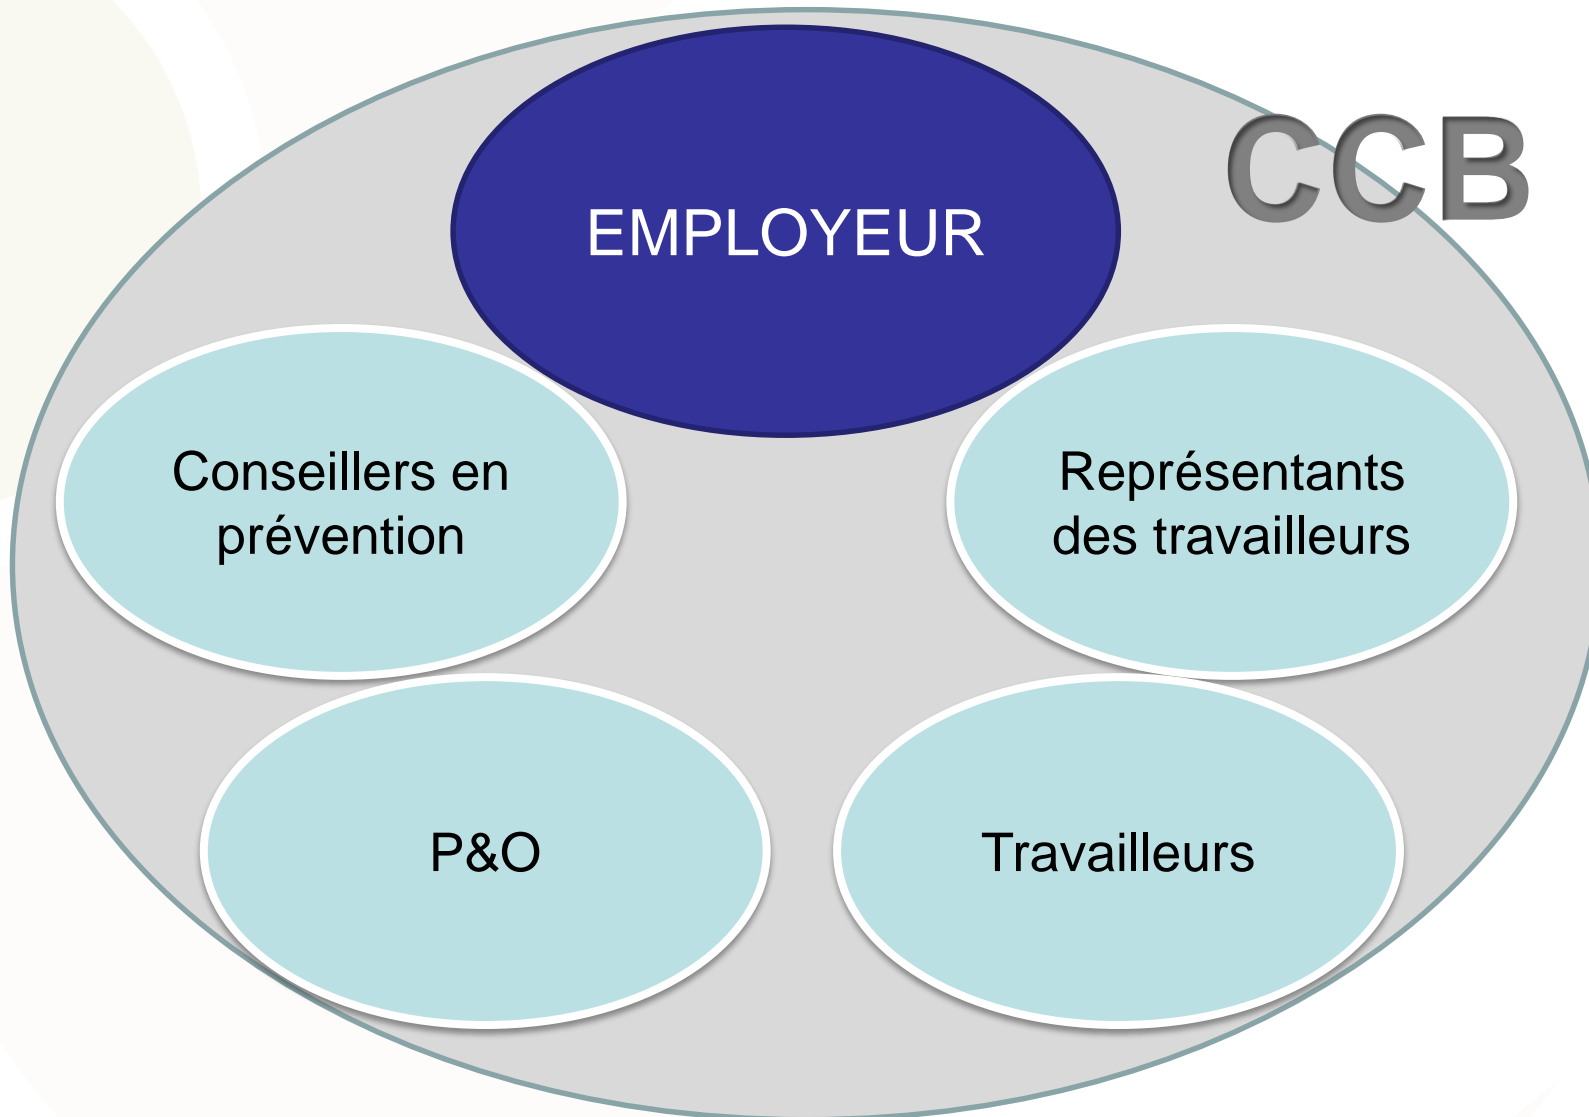 CCB
EMPLOYEUR
Conseillers en
prévention
Représentants
des travailleurs
P&O
Travailleurs